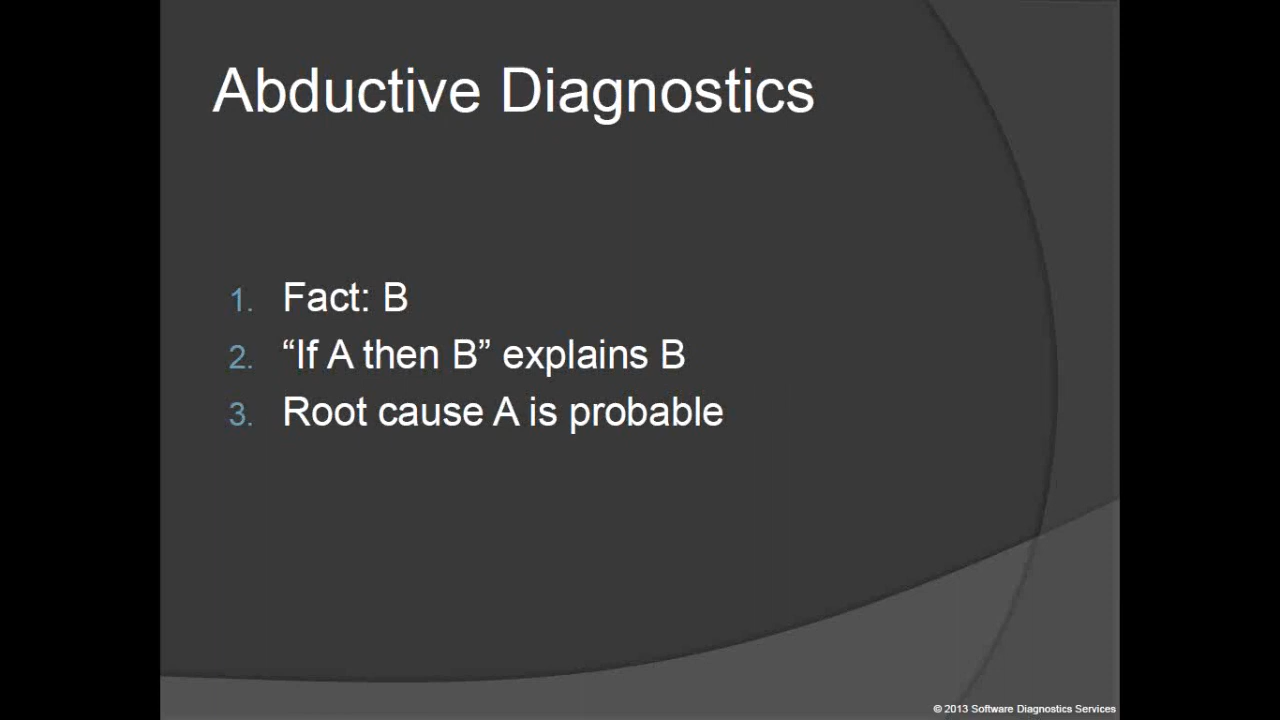 Abductive Diagnostics
1. Fact: B
2. “If A then B” explains B
3. Root cause A is probable
© 2013 Software Diagnostics Services